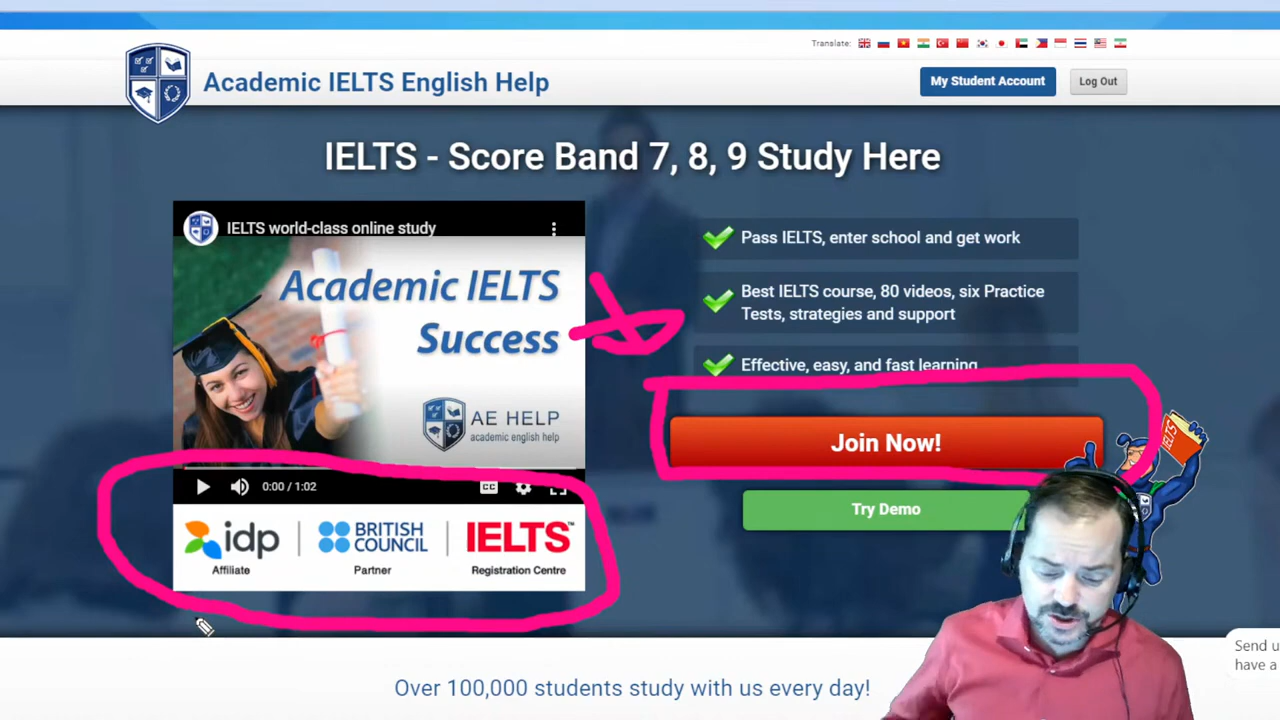 Translate:
Academic IELTS English Help
My Student Account
Log Out
IELTS - Score Band 7, 8, 9 Study Here
IELTS world-class online study
Academic IELTS
Success
AE HELP
academic english help
0:00 / 1:02
CC
idp
Affiliate
BRITISH
COUNCIL
Partner
IELTS™
Registration Centre
Pass IELTS, enter school and get work
Best IELTS course, 80 videos, six Practice
Tests, strategies and support
Effective, easy, and fast learning
Join Now!
Try Demo
IELTS
Over 100,000 students study with us every day!
Send u
have a